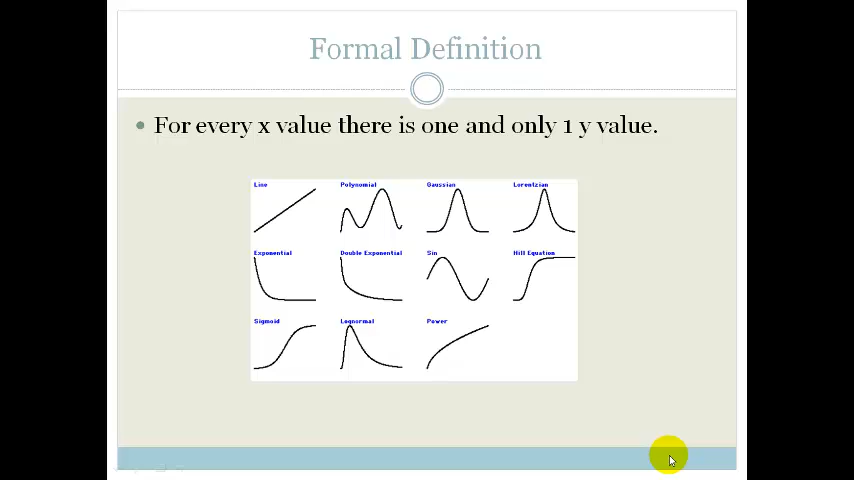 Formal Definition
For every x value there is one and only 1 y value.
Line Polynomial Gaussian Lorentzian
Exponential Double Exponential Sin Hill Equation
Sigmoid Lognormal Power